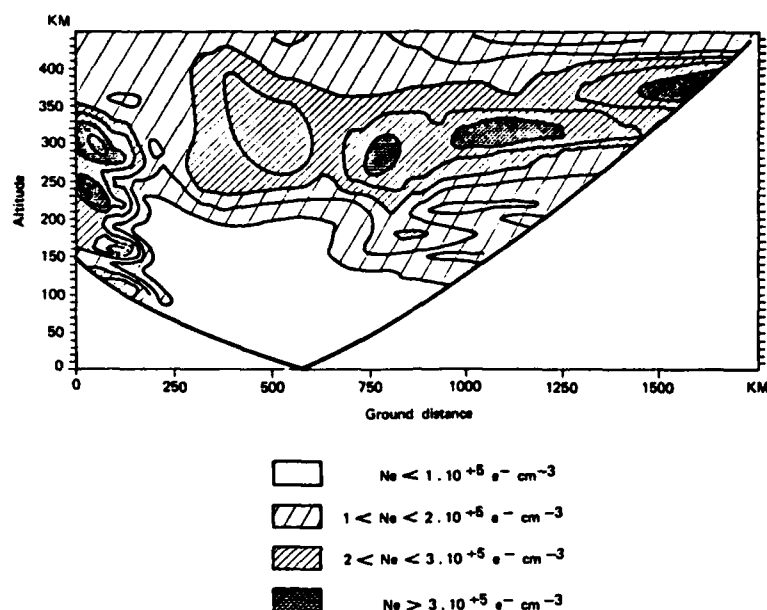 KM
400
350
300
250
200
150
100
50
0
Altitude
0 250 500 750 1000 1250 1500 KM
Ground distance
Ne < 1 . 10 +5 e− cm−3
1 < Ne < 2 . 10 +5 e− cm−3
2 < Ne < 3 . 10 +5 e− cm−3
Ne > 3 . 10 +5 e− cm−3